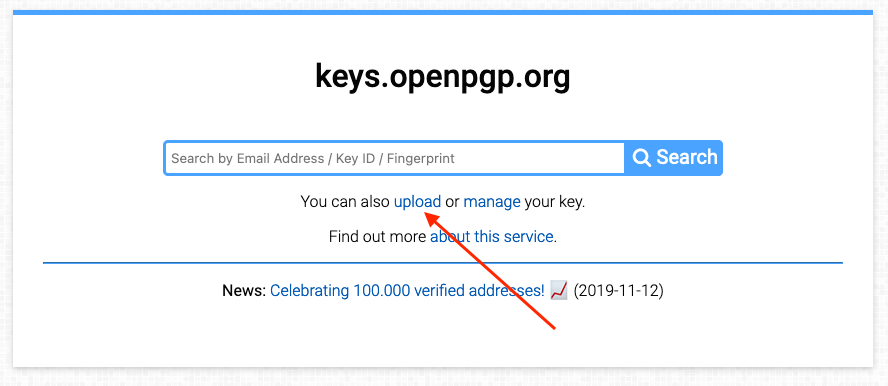 keys.openpgp.org
Search by Email Address / Key ID / Fingerprint
Search
You can also upload or manage your key.
Find out more about this service.
News: Celebrating 100.000 verified addresses! 📈 (2019-11-12)